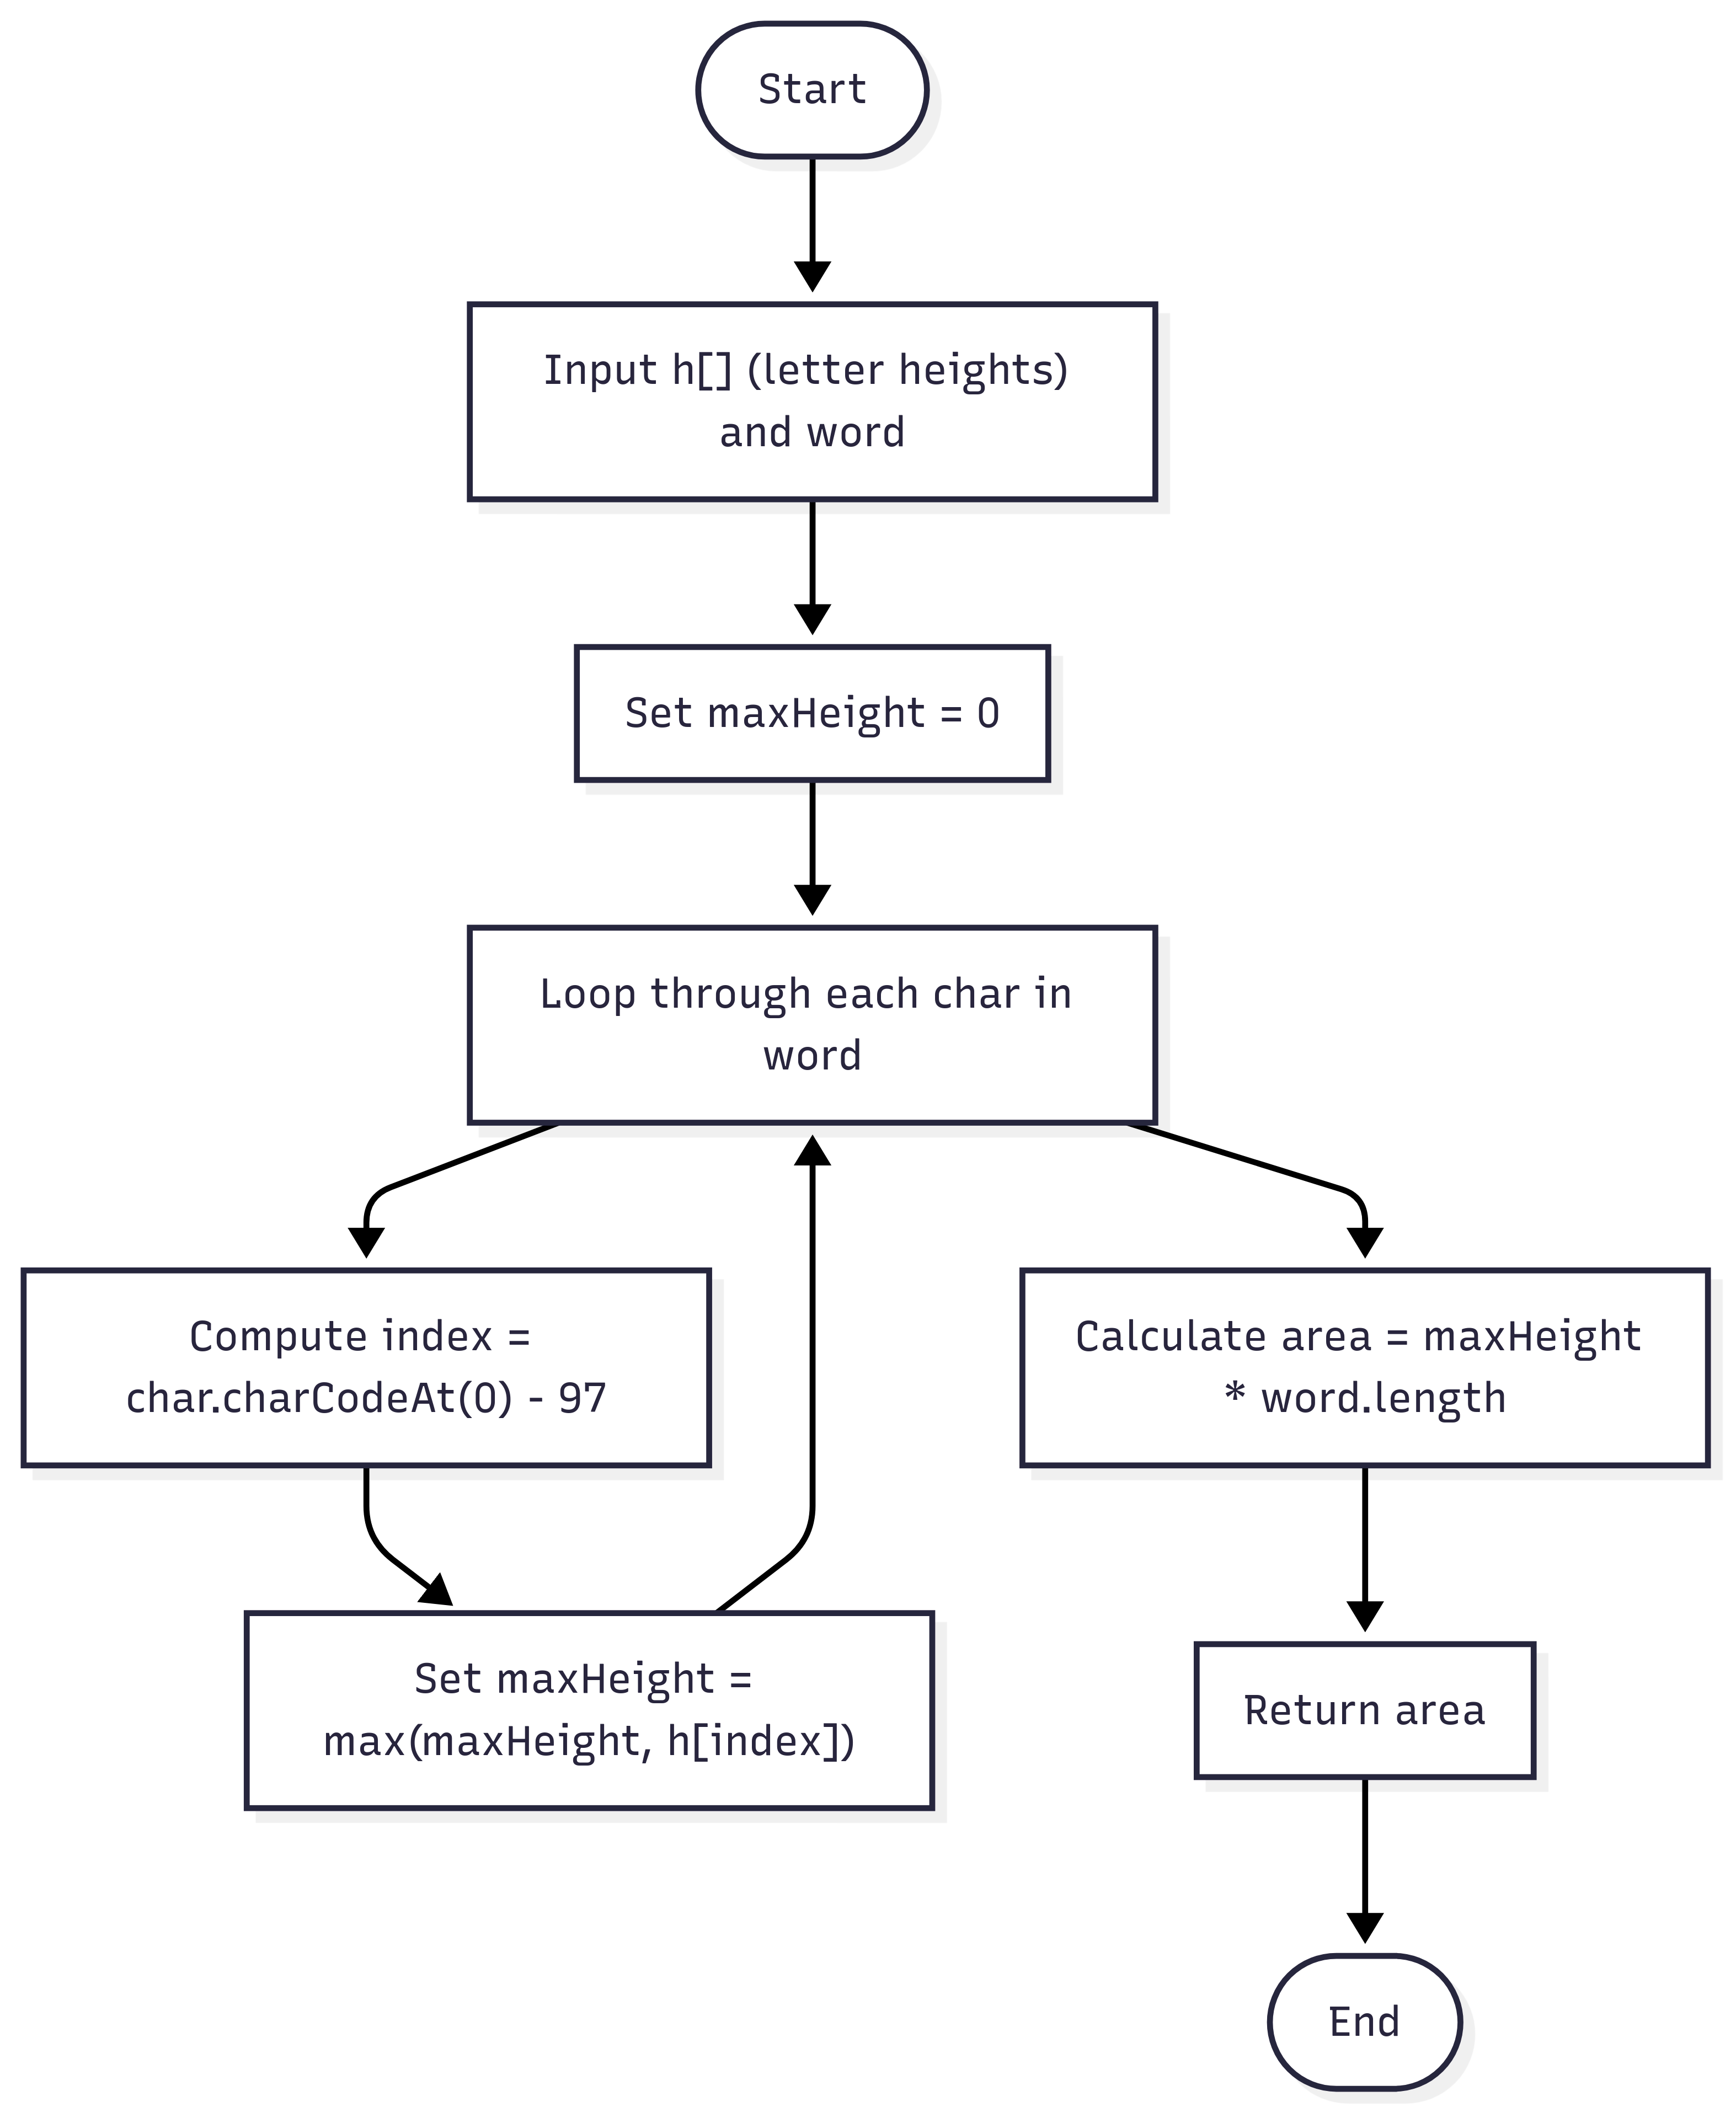 Start
Input h[] (letter heights)
and word
Set maxHeight = 0
Loop through each char in
word
Compute index =
char.charCodeAt(0) - 97
Calculate area = maxHeight
* word.length
Set maxHeight =
max(maxHeight, h[index])
Return area
End